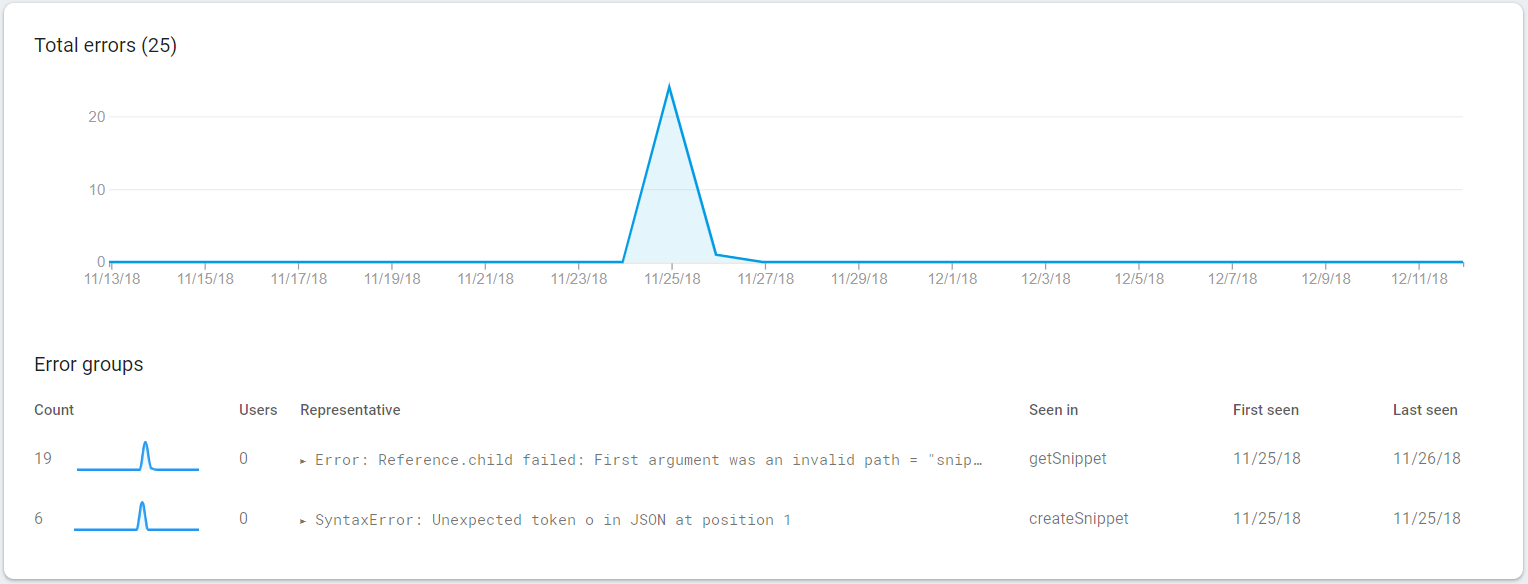 Total errors (25)
20
10
0
11/13/18 11/15/18 11/17/18 11/19/18 11/21/18 11/23/18 11/25/18 11/27/18 11/29/18 12/1/18 12/3/18 12/5/18 12/7/18 12/9/18 12/11/18
Error groups
Count Users Representative Seen in First seen Last seen
19 0 ▸ Error: Reference.child failed: First argument was an invalid path = "snip… getSnippet 11/25/18 11/26/18
6 0 ▸ SyntaxError: Unexpected token o in JSON at position 1 createSnippet 11/25/18 11/25/18